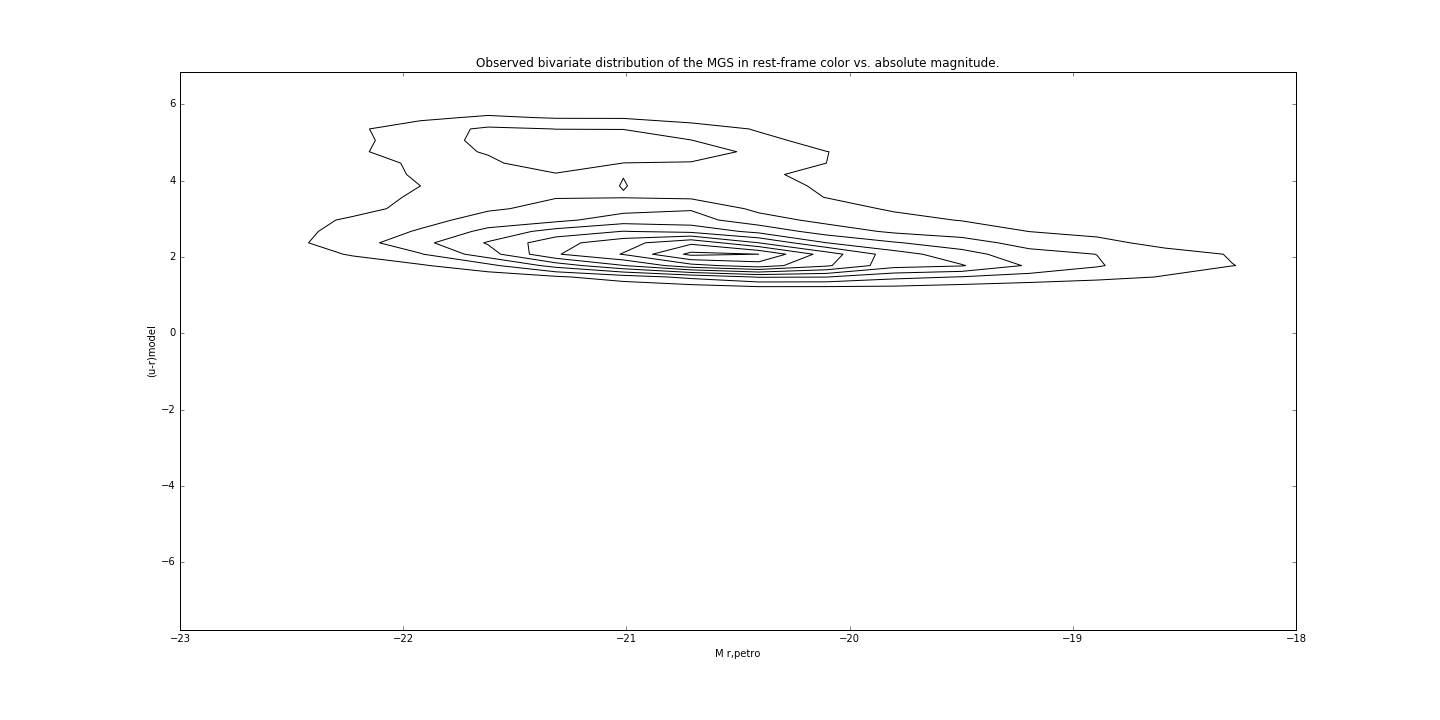 Observed bivariate distribution of the MGS in rest-frame color vs. absolute magnitude.
6
4
2
0
−2
−4
−6
(u-r)model
−23 −22 −21 −20 −19 −18
M r,petro